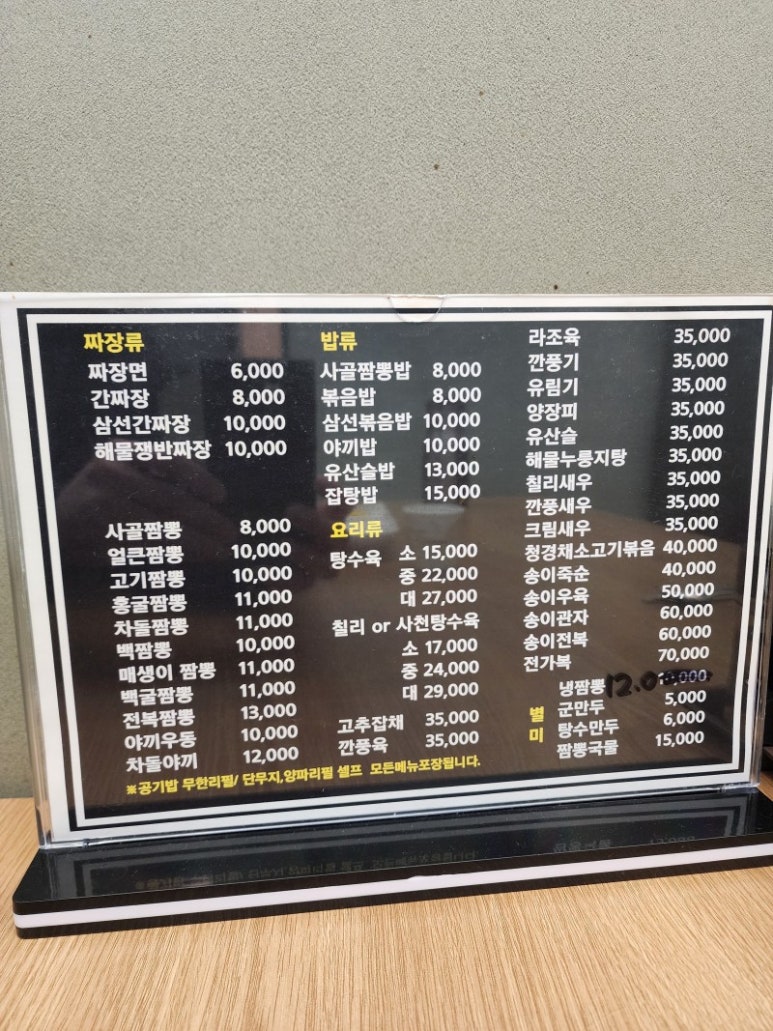 짜장류
짜장면 6,000
간짜장 8,000
삼선간짜장 10,000
해물쟁반짜장 10,000
사골짬뽕 8,000
얼큰짬뽕 10,000
고기짬뽕 10,000
홍굴짬뽕 11,000
차돌짬뽕 11,000
백짬뽕 10,000
매생이 짬뽕 11,000
백굴짬뽕 11,000
전복짬뽕 13,000
야끼우동 10,000
차돌야끼 12,000
밥류
사골짬뽕밥 8,000
볶음밥 8,000
삼선볶음밥 10,000
야끼밥 10,000
유산슬밥 13,000
잡탕밥 15,000
요리류
탕수육 소 15,000
중 22,000
대 27,000
칠리 or 사천탕수육
소 17,000
중 24,000
대 29,000
고추잡채 35,000
깐풍육 35,000
라조육 35,000
깐풍기 35,000
유림기 35,000
양장피 35,000
유산슬 35,000
해물누룽지탕 35,000
칠리새우 35,000
깐풍새우 35,000
크림새우 35,000
청경채소고기볶음 40,000
송이죽순 40,000
송이우육 50,000
송이관자 60,000
송이전복 60,000
전가복 70,000
별미
냉짬뽕
군만두 5,000
탕수만두 6,000
짬뽕국물 15,000
※공기밥 무한리필/ 단무지,양파리필 셀프 모든메뉴포장됩니다.